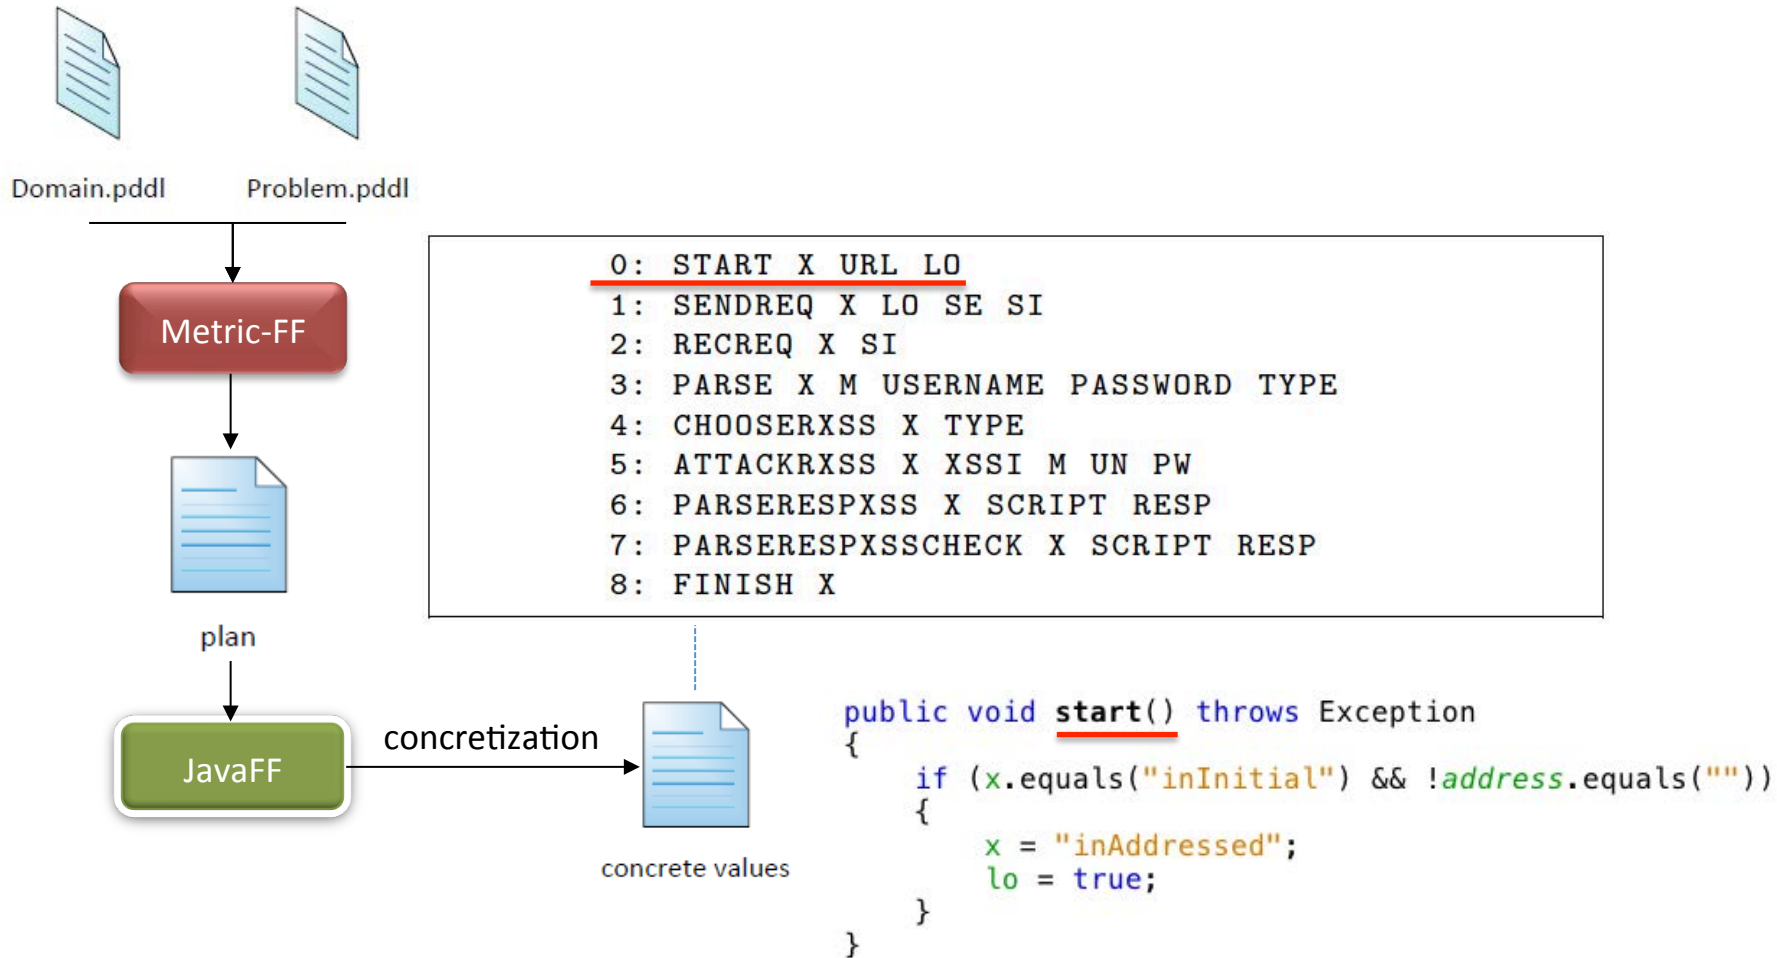 Domain.pddl
Problem.pddl
Metric-FF
plan
JavaFF
concretization
concrete values
0: START X URL LO
1: SENDREQ X LO SE SI
2: RECREQ X SI
3: PARSE X M USERNAME PASSWORD TYPE
4: CHOOSERXSS X TYPE
5: ATTACKRXSS X XSSI M UN PW
6: PARSERESPXSS X SCRIPT RESP
7: PARSERESPXSSCHECK X SCRIPT RESP
8: FINISH X
public void start() throws Exception
{
    if (x.equals("inInitial") && !address.equals(""))
    {
        x = "inAddressed";
        lo = true;
    }
}